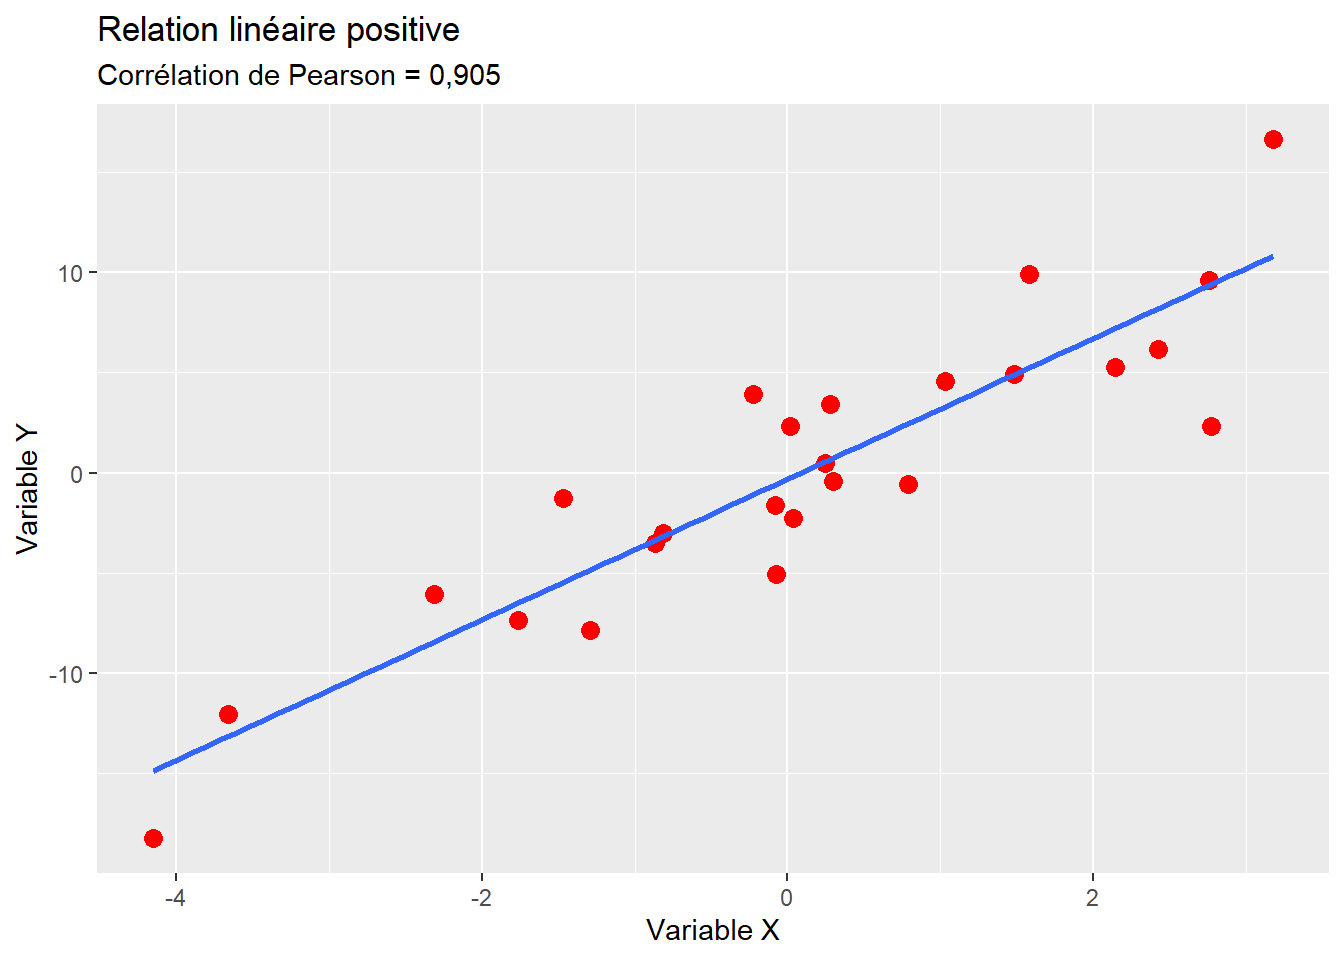 Relation linéaire positive
Corrélation de Pearson = 0,905
10
0
-10
Variable Y
-4
-2
0
2
Variable X